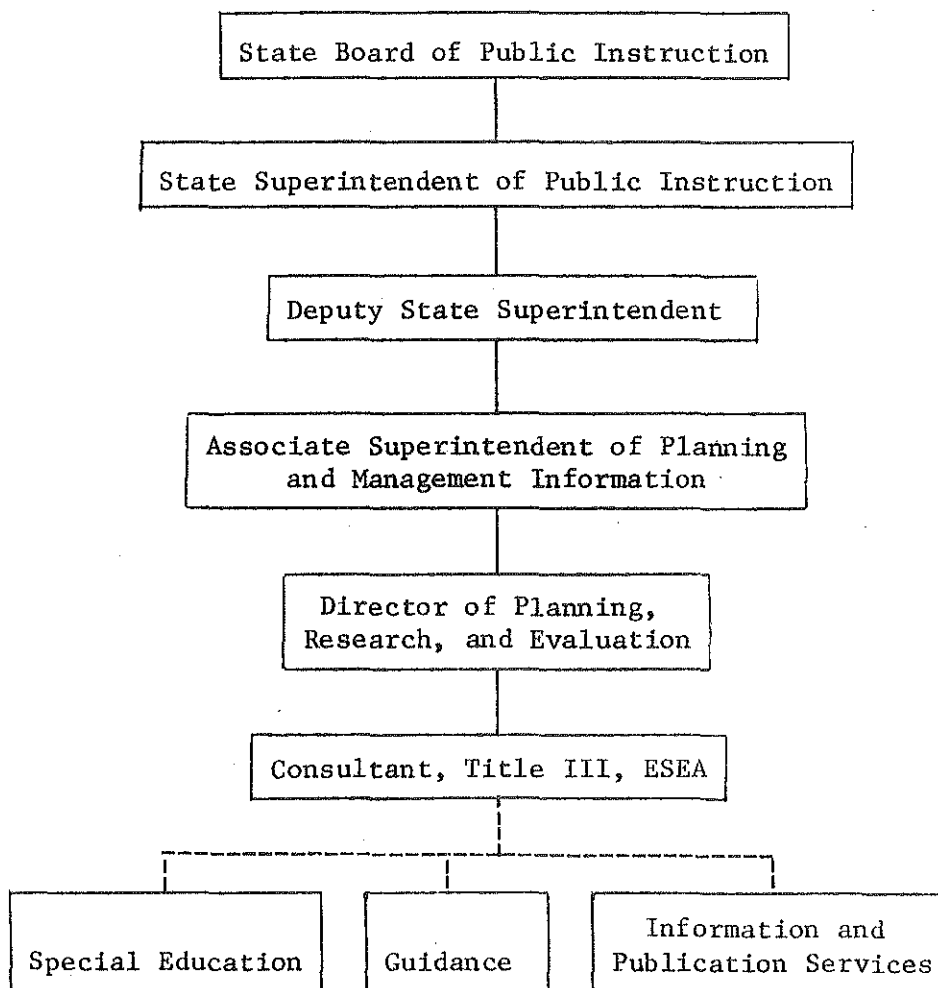 State Board of Public Instruction
State Superintendent of Public Instruction
Deputy State Superintendent
Associate Superintendent of Planning
and Management Information
Director of Planning,
Research, and Evaluation
Consultant, Title III, ESEA
Special Education
Guidance
Information and
Publication Services